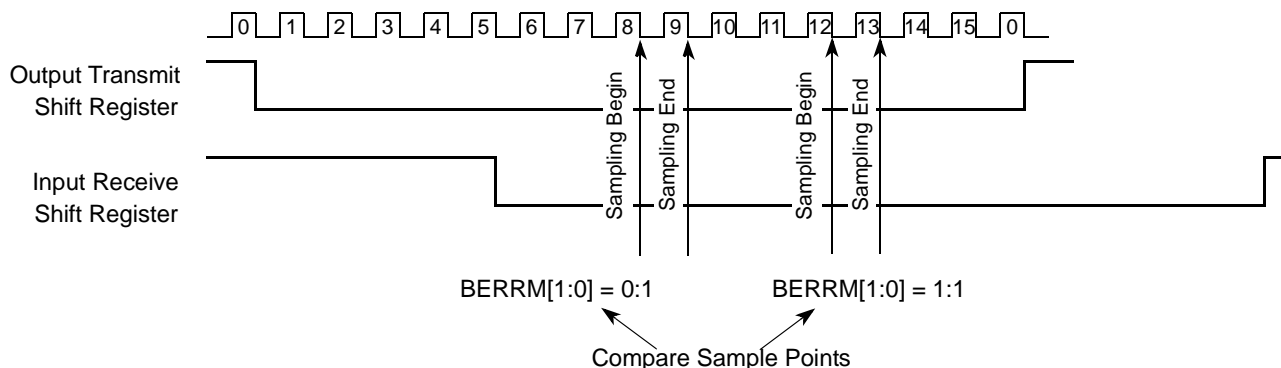 0 1 2 3 4 5 6 7 8 9 10 11 12 13 14 15 0
Output Transmit
Shift Register
Input Receive
Shift Register
Sampling Begin
Sampling End
Sampling Begin
Sampling End
BERRM[1:0] = 0:1
BERRM[1:0] = 1:1
Compare Sample Points